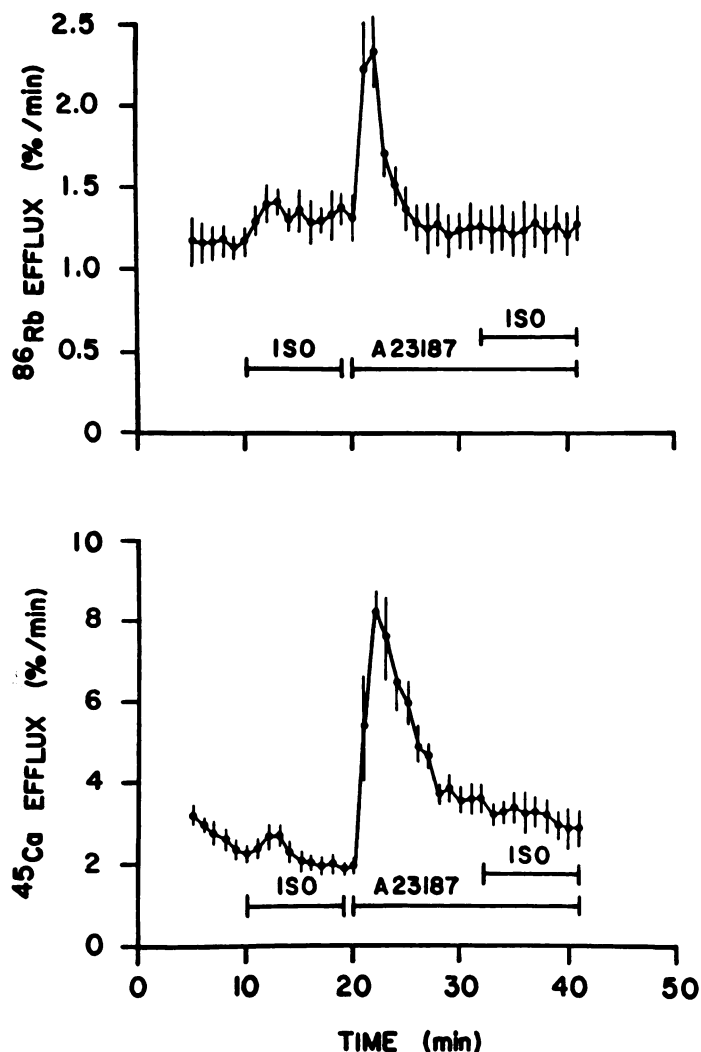 2.5
2.0
1.5
1.0
0.5
0
86Rb EFFLUX (%/min)
ISO
ISO
A23187
10
8
6
4
2
0
45Ca EFFLUX (%/min)
ISO
ISO
A23187
0 10 20 30 40 50
TIME (min)